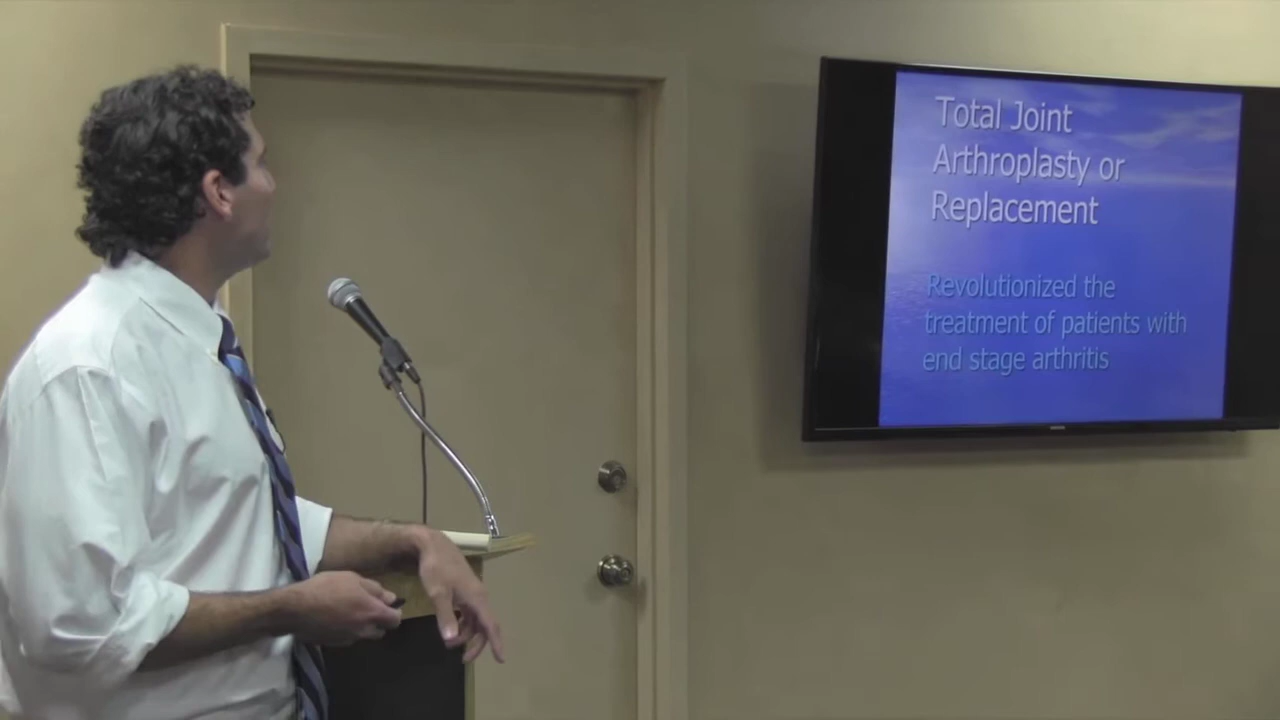 Total Joint
Arthroplasty or
Replacement
Revolutionized the
treatment of patients with
end stage arthritis